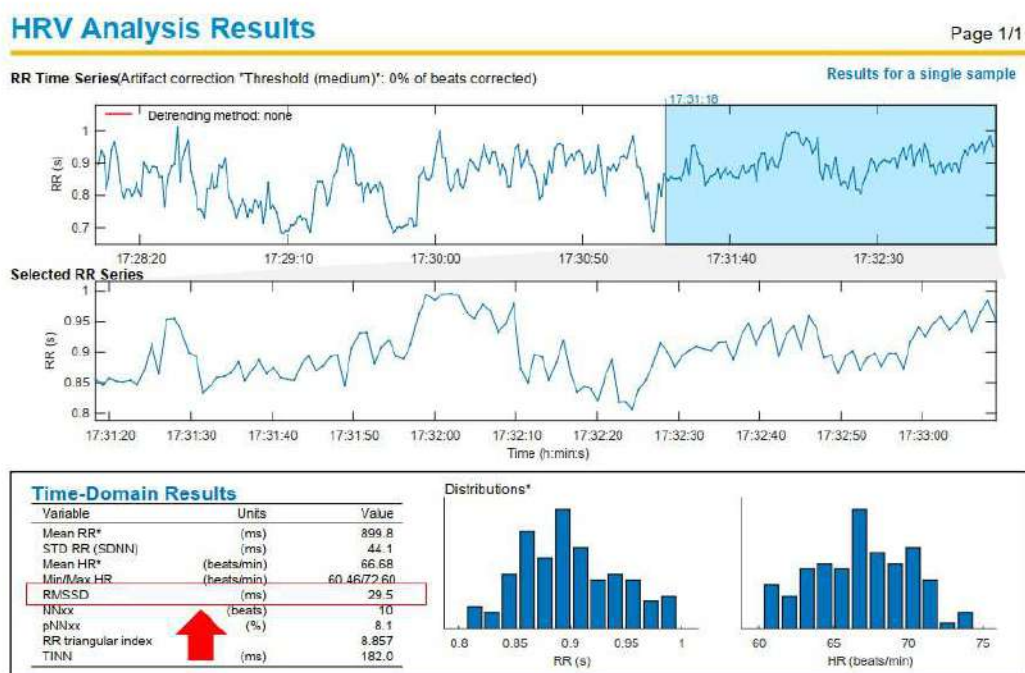 HRV Analysis Results
Page 1/1
RR Time Series(Artifact correction "Threshold (medium)": 0% of beats corrected)
Results for a single sample
17:31:18
Detrending method: none
RR (s)
1
0.9
0.8
0.7
17:28:20 17:29:10 17:30:00 17:30:50 17:31:40 17:32:30
Selected RR Series
RR (s)
1
0.95
0.9
0.85
0.8
17:31:20 17:31:30 17:31:40 17:31:50 17:32:00 17:32:10 17:32:20 17:32:30 17:32:40 17:32:50 17:33:00
Time (h:min:s)
Time-Domain Results
Variable Units Value
Mean RR* (ms) 899.8
STD RR (SDNN) (ms) 44.1
Mean HR* (beats/min) 66.68
Min/Max HR (beats/min) 60.46/72.60
RMSSD (ms) 29.5
NNxx (beats) 10
pNNxx (%) 8.1
RR triangular index 8.857
TINN (ms) 182.0
Distributions*
0.8 0.85 0.9 0.95 1
RR (s)
60 65 70 75
HR (beats/min)